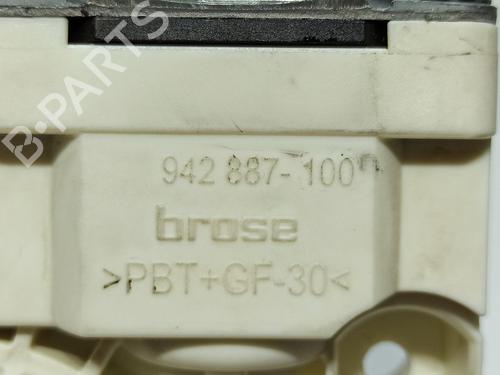 B-PARTS
942 887-100
brose
>PBT+GF-30<